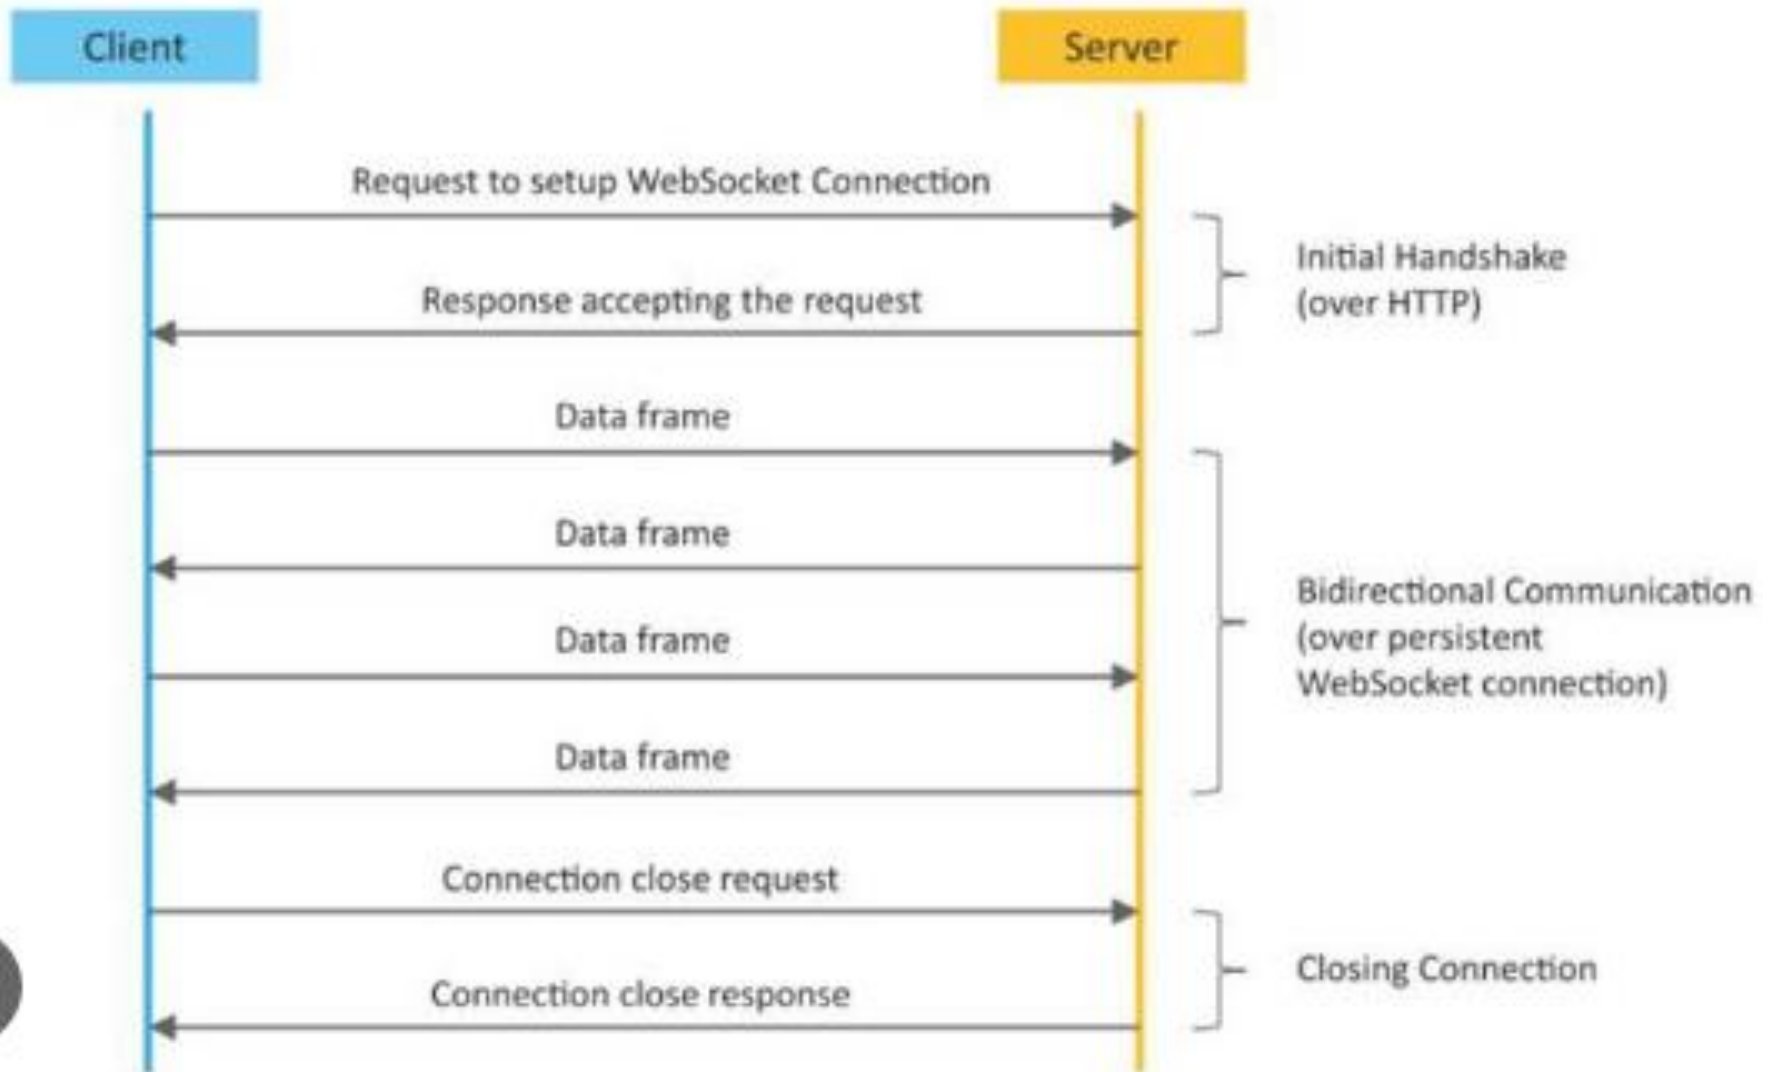 Client
Server
Request to setup WebSocket Connection
Response accepting the request
Initial Handshake
(over HTTP)
Data frame
Data frame
Data frame
Data frame
Bidirectional Communication
(over persistent
WebSocket connection)
Connection close request
Connection close response
Closing Connection